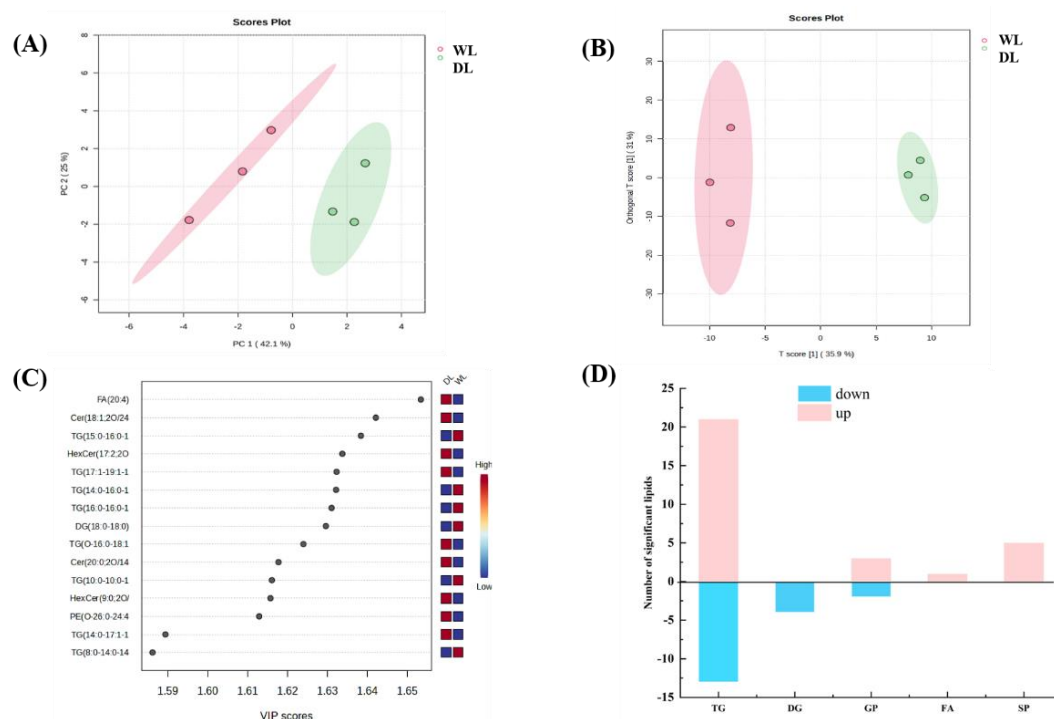 (A)
Scores Plot
WL
DL
PC 2 ( 25 %)
8
6
4
2
0
-2
-4
-6
-6 -4 -2 0 2 4
PC 1 ( 42.1 %)
(B)
Scores Plot
WL
DL
Orthogonal T score [1] ( 31 %)
30
20
10
0
-10
-20
-30
-10 -5 0 5 10
T score [1] ( 35.9 %)
(C)
DL WL
FA(20:4)
Cer(18:1;2O/24
TG(15:0-16:0-1
HexCer(17:2;2O
TG(17:1-19:1-1
TG(14:0-16:0-1
TG(16:0-16:0-1
DG(18:0-18:0)
TG(O-16:0-18:1
Cer(20:0;2O/14
TG(10:0-10:0-1
HexCer(9:0;2O/
PE(O-26:0-24:4
TG(14:0-17:1-1
TG(8:0-14:0-14
High
Low
1.59 1.60 1.61 1.62 1.63 1.64 1.65
VIP scores
(D)
down
up
Number of significant lipids
25
20
15
10
5
0
-5
-10
-15
TG DG GP FA SP